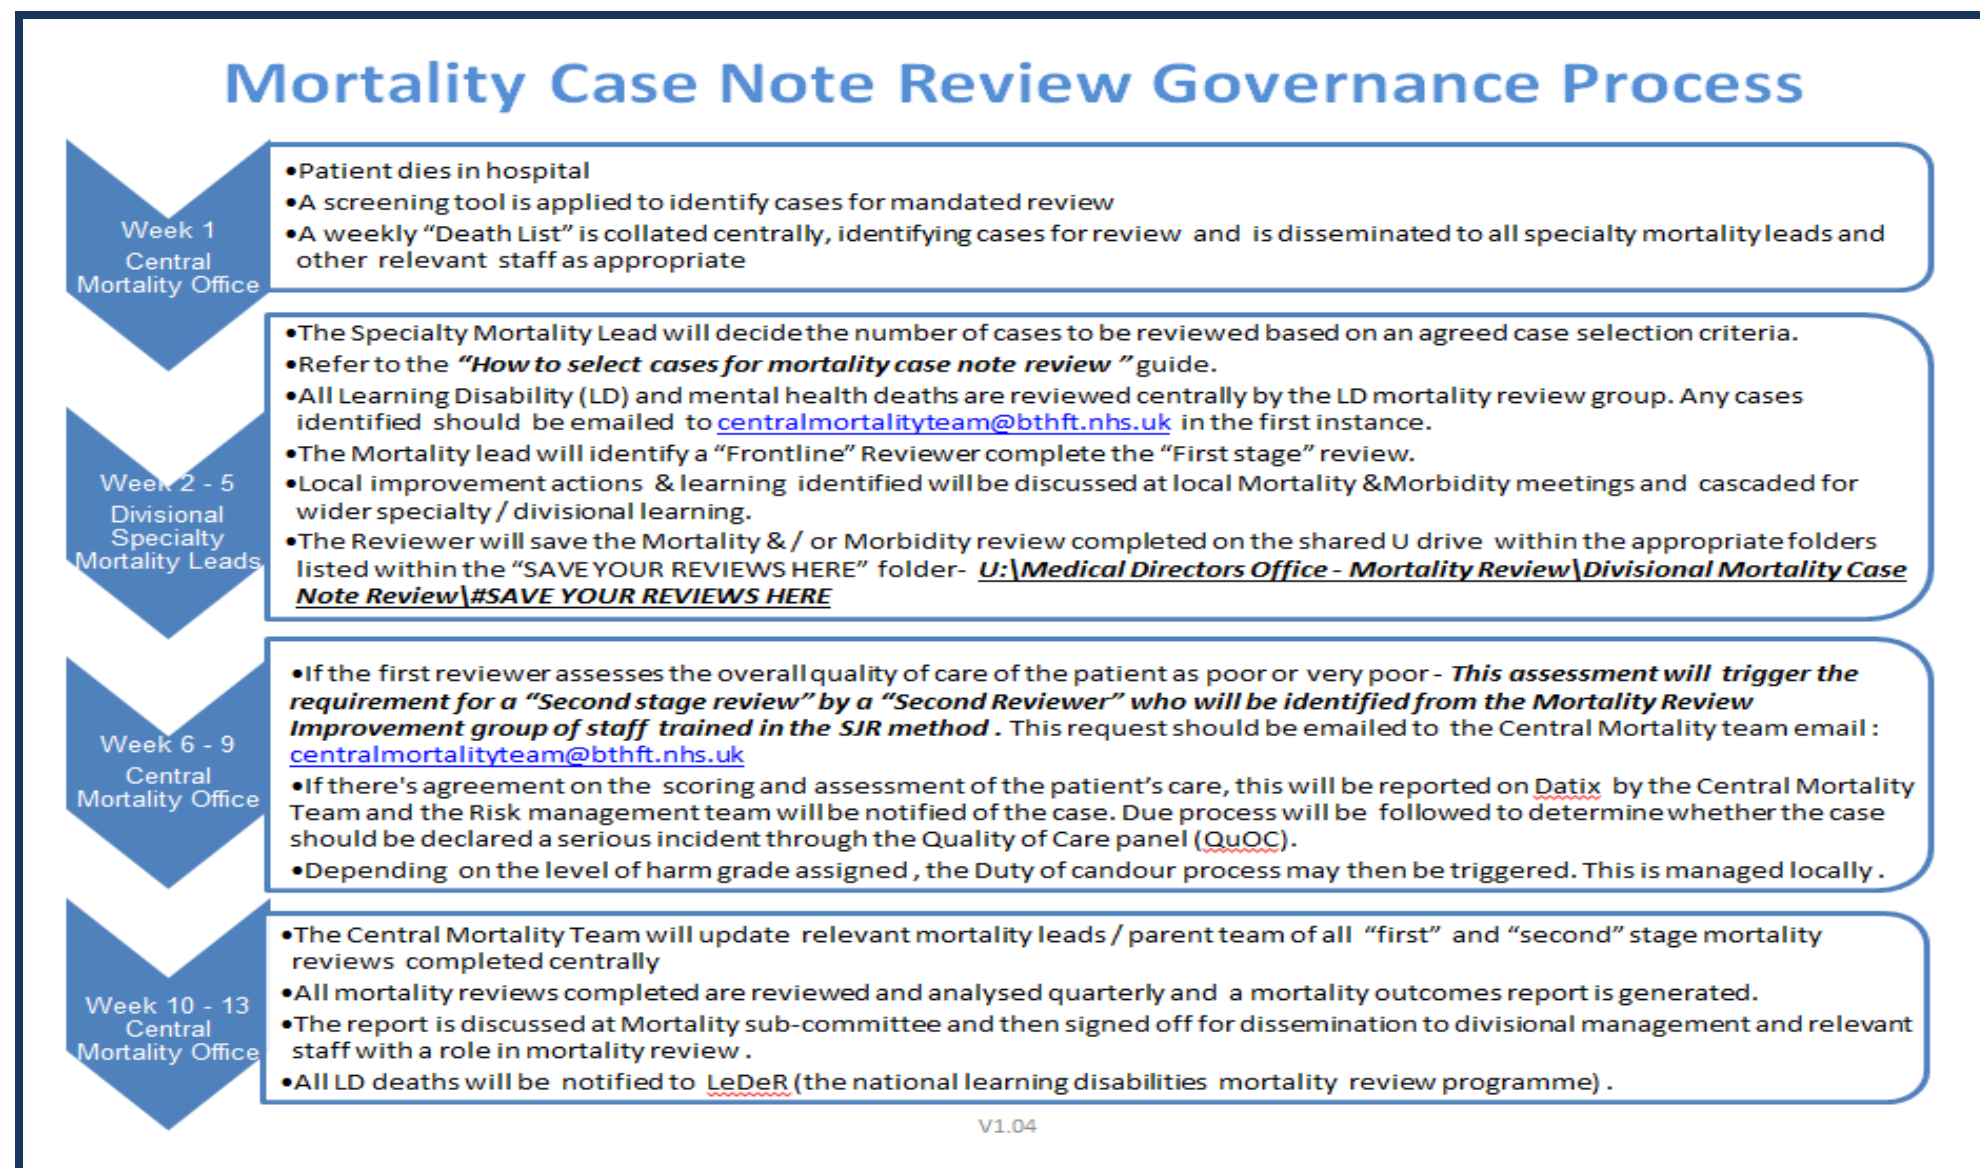 Mortality Case Note Review Governance Process
Week 1
Central
Mortality Office
•Patient dies in hospital
•A screening tool is applied to identify cases for mandated review
•A weekly “Death List” is collated centrally, identifying cases for review and is disseminated to all specialty mortality leads and
other relevant staff as appropriate
Week 2 - 5
Divisional
Specialty
Mortality Leads
•The Specialty Mortality Lead will decide the number of cases to be reviewed based on an agreed case selection criteria.
•Refer to the “How to select cases for mortality case note review ” guide.
•All Learning Disability (LD) and mental health deaths are reviewed centrally by the LD mortality review group. Any cases
identified should be emailed to centralmortalityteam@bthft.nhs.uk in the first instance.
•The Mortality lead will identify a “Frontline” Reviewer complete the “First stage” review.
•Local improvement actions & learning identified will be discussed at local Mortality &Morbidity meetings and cascaded for
wider specialty / divisional learning.
•The Reviewer will save the Mortality & / or Morbidity review completed on the shared U drive within the appropriate folders
listed within the “SAVE YOUR REVIEWS HERE” folder- U:\Medical Directors Office - Mortality Review\Divisional Mortality Case
Note Review\#SAVE YOUR REVIEWS HERE
Week 6 - 9
Central
Mortality Office
•If the first reviewer assesses the overall quality of care of the patient as poor or very poor - This assessment will trigger the
requirement for a “Second stage review” by a “Second Reviewer” who will be identified from the Mortality Review
Improvement group of staff trained in the SJR method . This request should be emailed to the Central Mortality team email :
centralmortalityteam@bthft.nhs.uk
•If there's agreement on the scoring and assessment of the patient’s care, this will be reported on Datix by the Central Mortality
Team and the Risk management team will be notified of the case. Due process will be followed to determine whether the case
should be declared a serious incident through the Quality of Care panel (QuOC).
•Depending on the level of harm grade assigned , the Duty of candour process may then be triggered. This is managed locally .
Week 10 - 13
Central
Mortality Office
•The Central Mortality Team will update relevant mortality leads / parent team of all “first” and “second” stage mortality
reviews completed centrally
•All mortality reviews completed are reviewed and analysed quarterly and a mortality outcomes report is generated.
•The report is discussed at Mortality sub-committee and then signed off for dissemination to divisional management and relevant
staff with a role in mortality review .
•All LD deaths will be notified to LeDeR (the national learning disabilities mortality review programme) .
V1.04